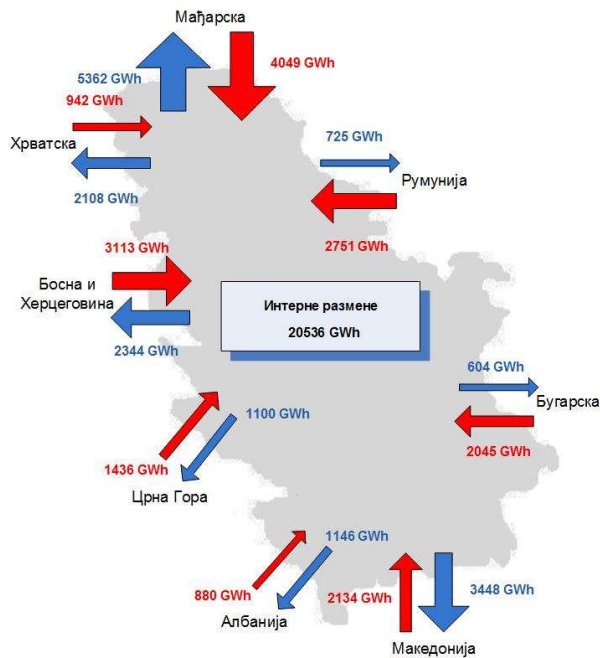 Мађарска
4049 GWh
5362 GWh
942 GWh
Хрватска
2108 GWh
725 GWh
Румунија
2751 GWh
3113 GWh
Босна и
Херцеговина
2344 GWh
Интерне размене
20536 GWh
604 GWh
Бугарска
2045 GWh
1100 GWh
1436 GWh
Црна Гора
1146 GWh
880 GWh
Албанија
2134 GWh
3448 GWh
Македонија